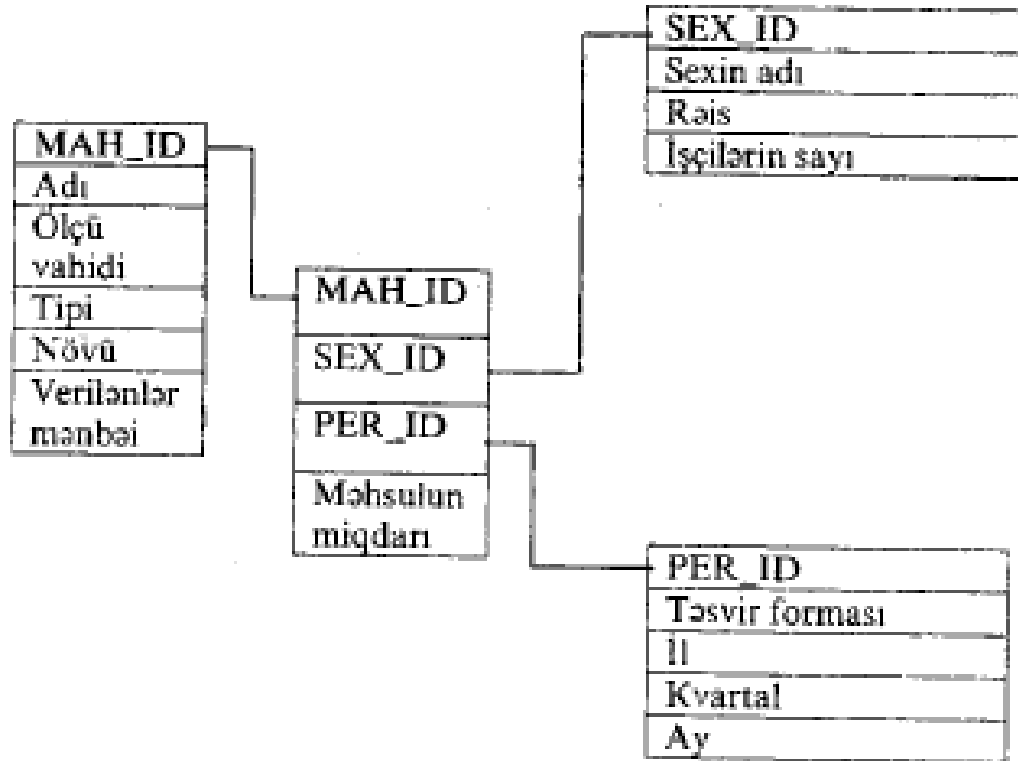 MAH_ID
Adı
Ölçü
vahidi
Tipi
Növü
Verilənlər
mənbəi
MAH_ID
SEX_ID
PER_ID
Məhsulun
miqdarı
SEX_ID
Sexin adı
Rəis
İşçilərin sayı
PER_ID
Təsvir forması
İl
Kvartal
Ay